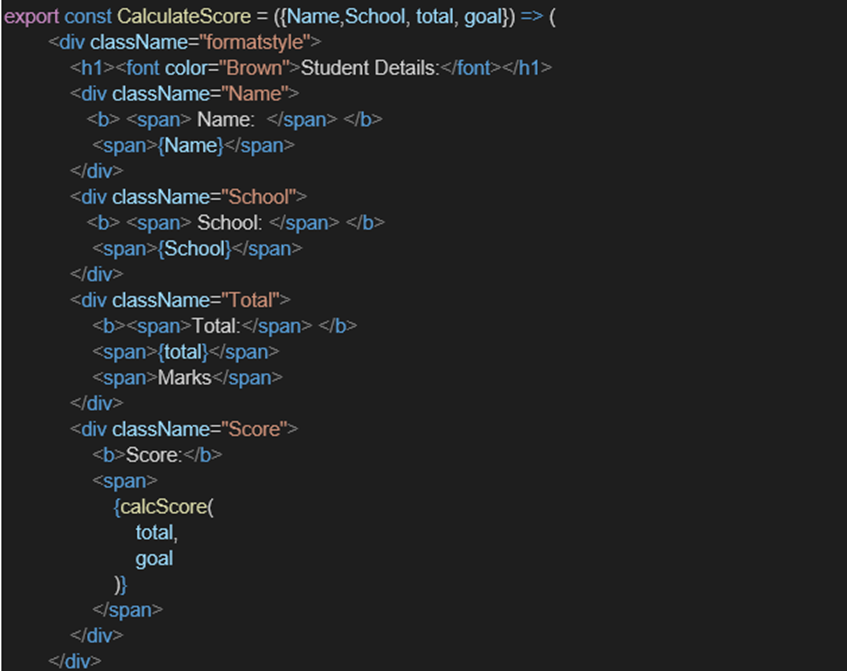 export const CalculateScore = ({Name,School, total, goal}) => (
<div className="formatstyle">
<h1><font color="Brown">Student Details:</font></h1>
<div className="Name">
<b> <span> Name:  </span> </b>
<span>{Name}</span>
</div>
<div className="School">
<b> <span> School: </span> </b>
<span>{School}</span>
</div>
<div className="Total">
<b><span>Total:</span> </b>
<span>{total}</span>
<span>Marks</span>
</div>
<div className="Score">
<b>Score:</b>
<span>
{calcScore(
total,
goal
)}
</span>
</div>
</div>